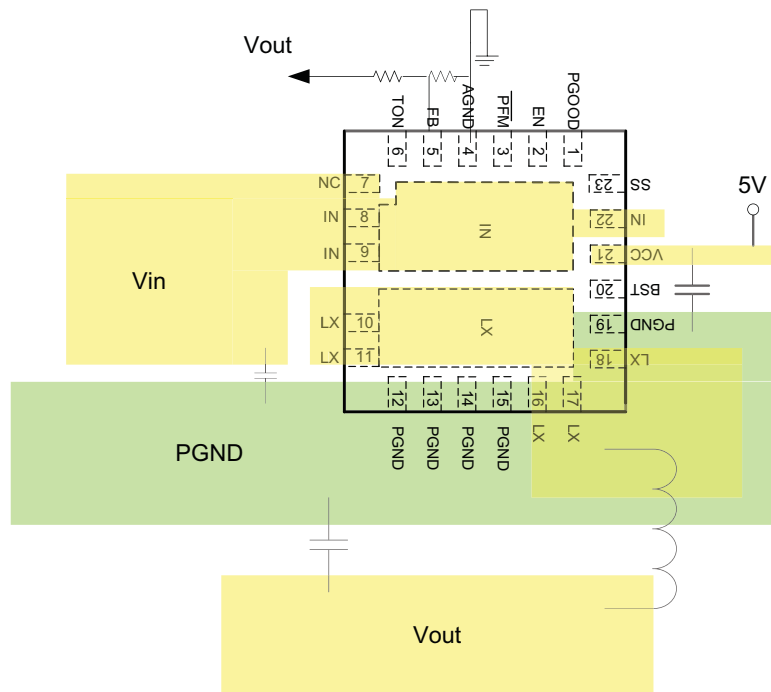 Vout
TON
FB
AGND
PFM
EN
PGOOD
6
5
4
3
2
1
NC 7
IN 8
IN 9
LX 10
LX 11
IN
LX
23 SS
22 IN
21 VCC
20 BST
19 PGND
18 LX
5V
Vin
12
13
14
15
16
17
PGND
PGND
PGND
PGND
LX
LX
PGND
Vout